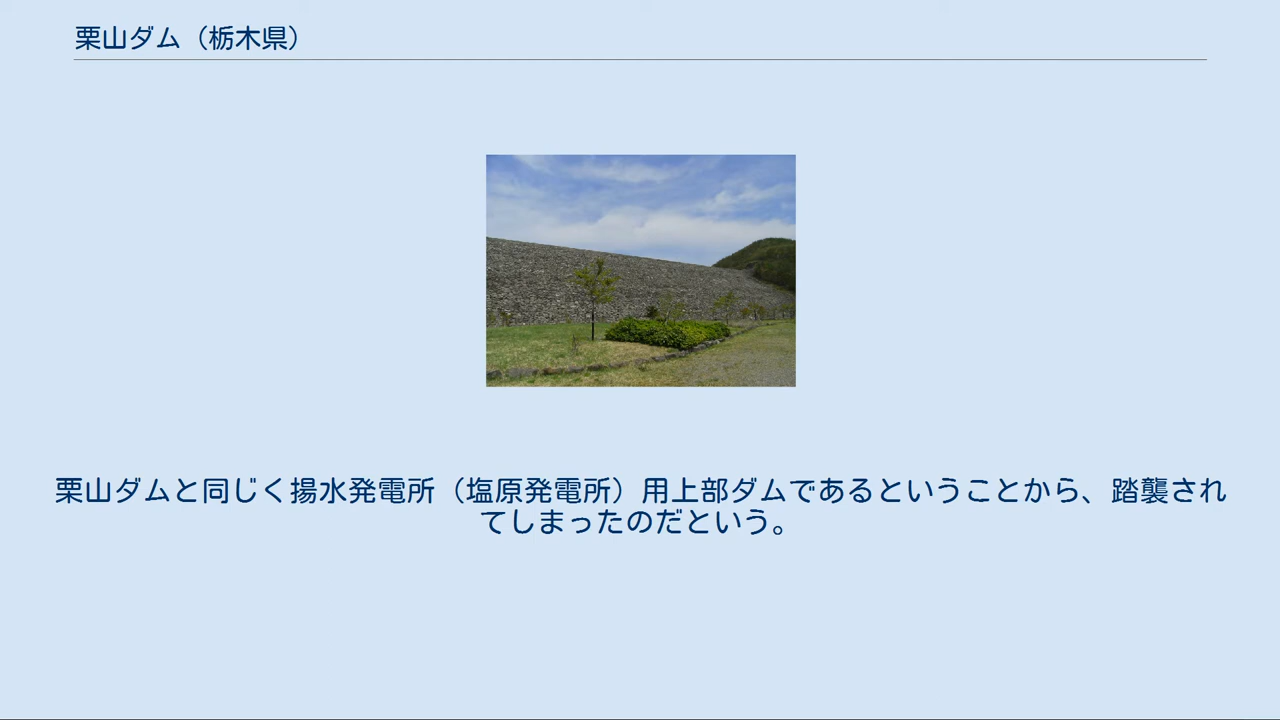 栗山ダム（栃木県）
栗山ダムと同じく揚水発電所（塩原発電所）用上部ダムであるということから、踏襲され
てしまったのだという。